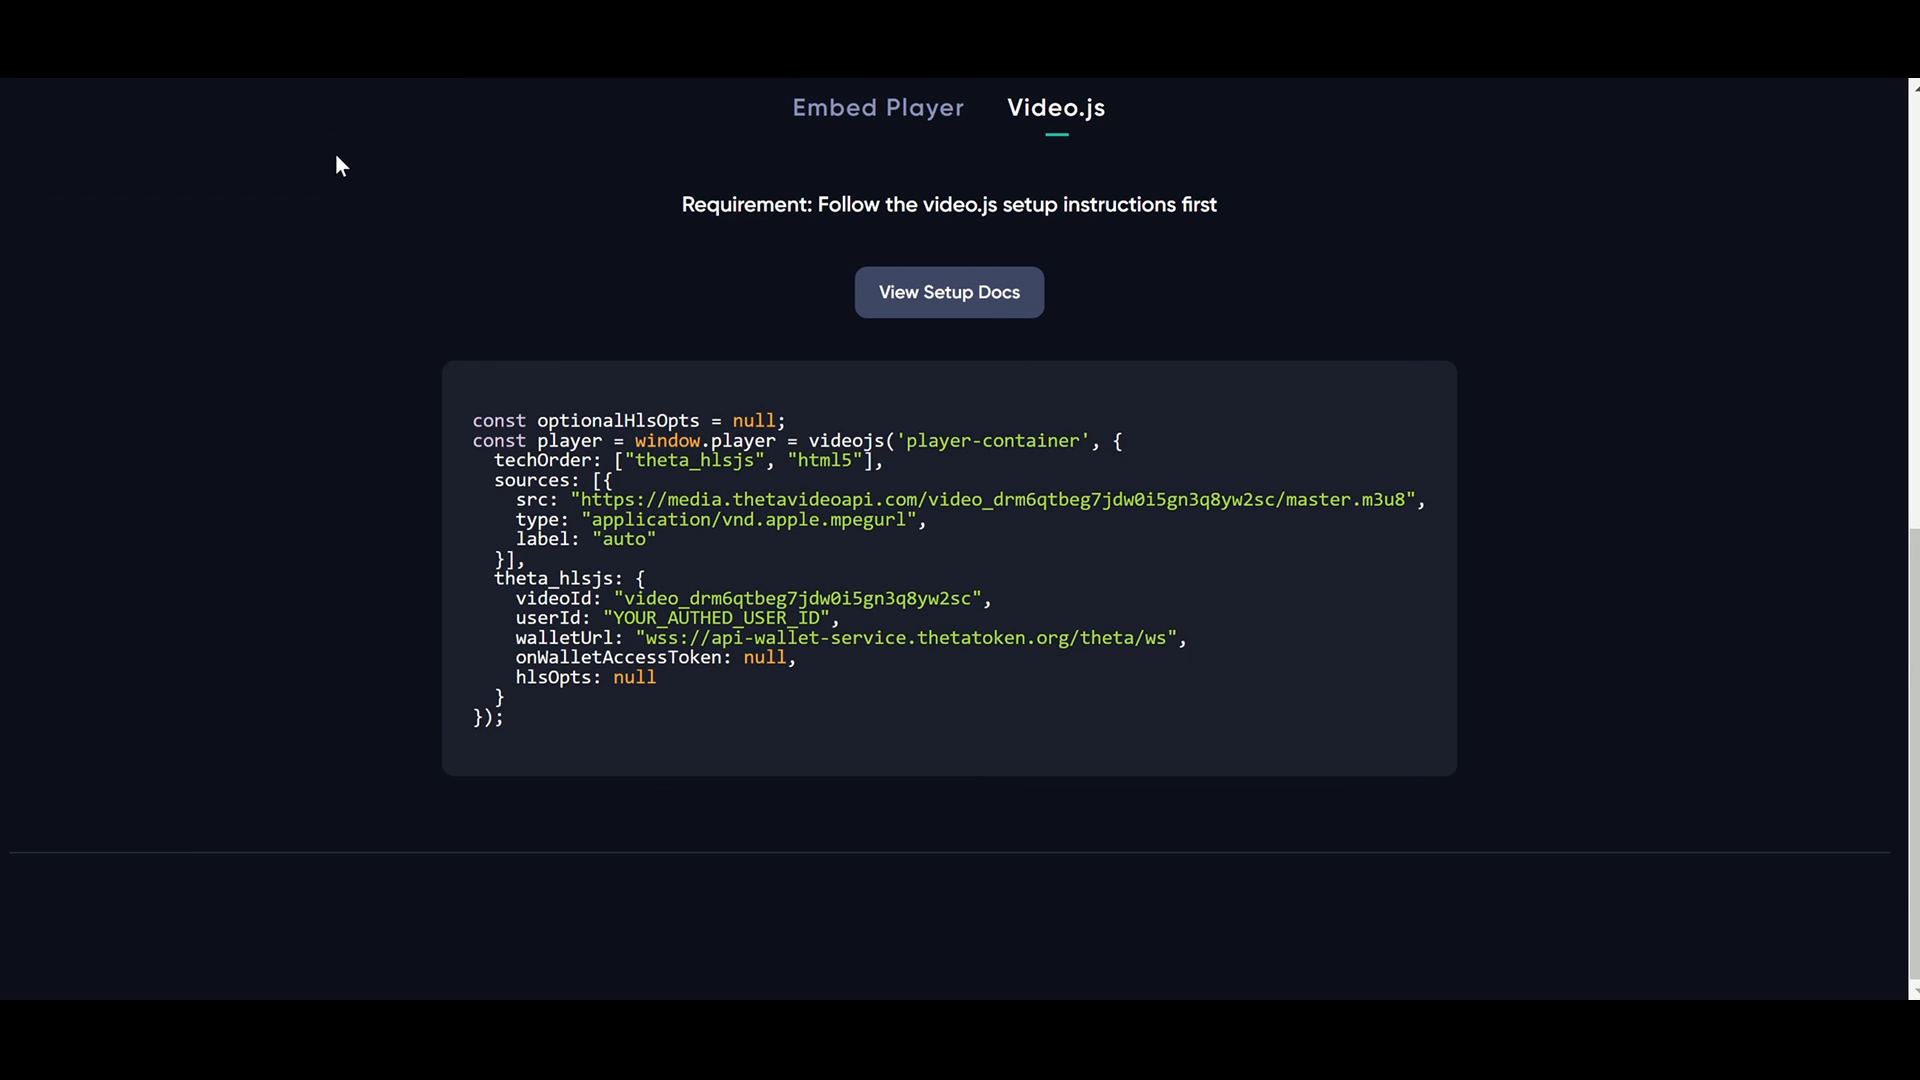 Embed Player Video.js
Requirement: Follow the video.js setup instructions first
View Setup Docs
const optionalHlsOpts = null;
const player = window.player = videojs('player-container', {
  techOrder: ["theta_hlsjs", "html5"],
  sources: [{
    src: "https://media.thetavideoapi.com/video_drm6qtbeg7jdw0i5gn3q8yw2sc/master.m3u8",
    type: "application/vnd.apple.mpegurl",
    label: "auto"
  }],
  theta_hlsjs: {
    videoId: "video_drm6qtbeg7jdw0i5gn3q8yw2sc",
    userId: "YOUR_AUTHED_USER_ID",
    walletUrl: "wss://api-wallet-service.thetatoken.org/theta/ws",
    onWalletAccessToken: null,
    hlsOpts: null
  }
});